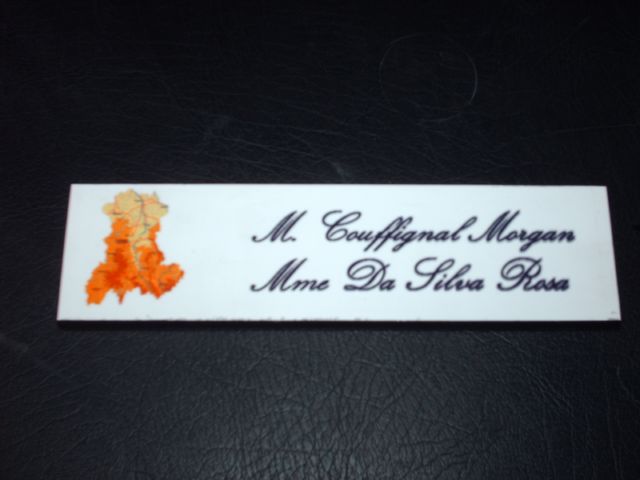 M. Couffignal Morgan
Mme Da Silva Rosa